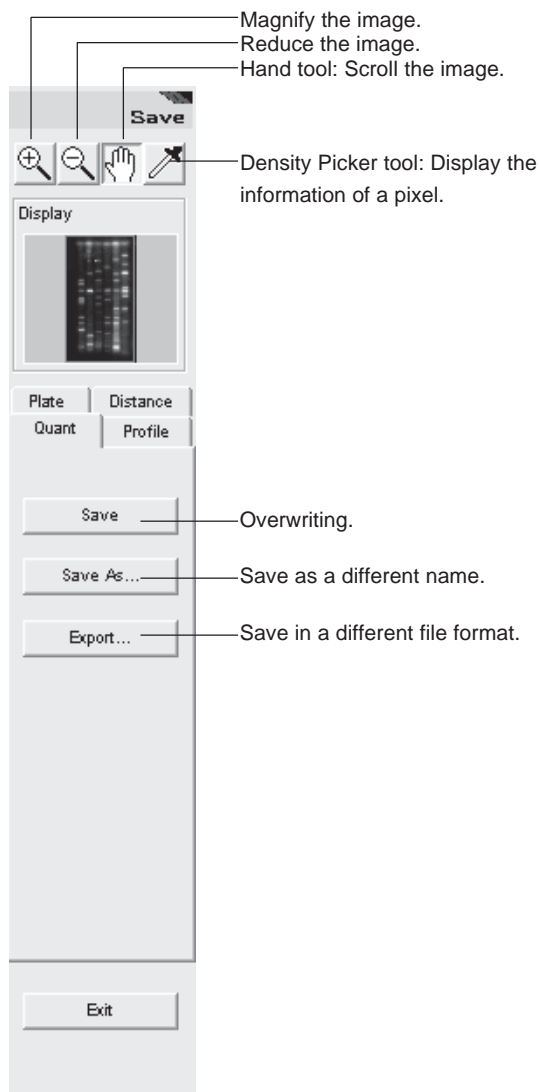 Magnify the image.
Reduce the image.
Hand tool: Scroll the image.
Save
Density Picker tool: Display the
information of a pixel.
Display
Plate Distance
Quant Profile
Save
Overwriting.
Save As...
Save as a different name.
Export...
Save in a different file format.
Exit